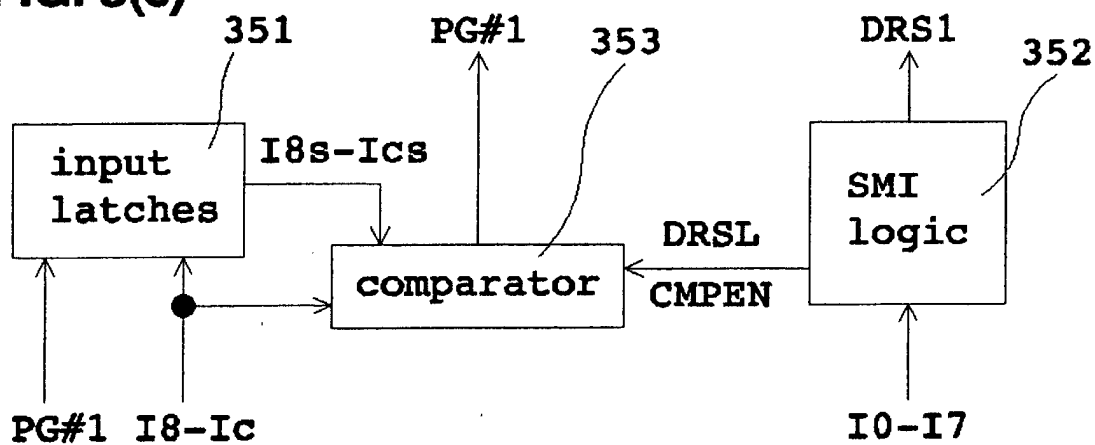 351
PG#1
353
DRS1
352
input
latches
I8s-Ics
SMI
logic
DRSL
CMPEN
comparator
PG#1
I8-Ic
I0-I7